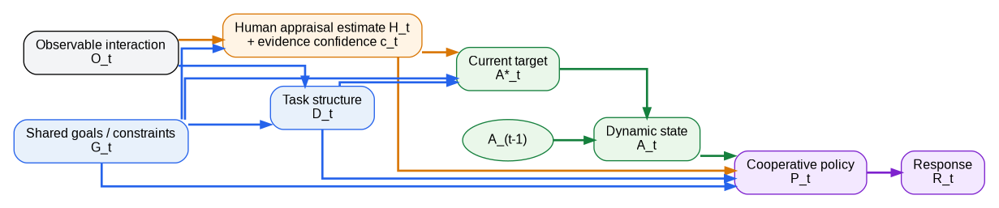 Observable interaction
O_t
Human appraisal estimate H_t
+ evidence confidence c_t
Current target
A*_t
Task structure
D_t
Shared goals / constraints
G_t
A_(t-1)
Dynamic state
A_t
Cooperative policy
P_t
Response
R_t